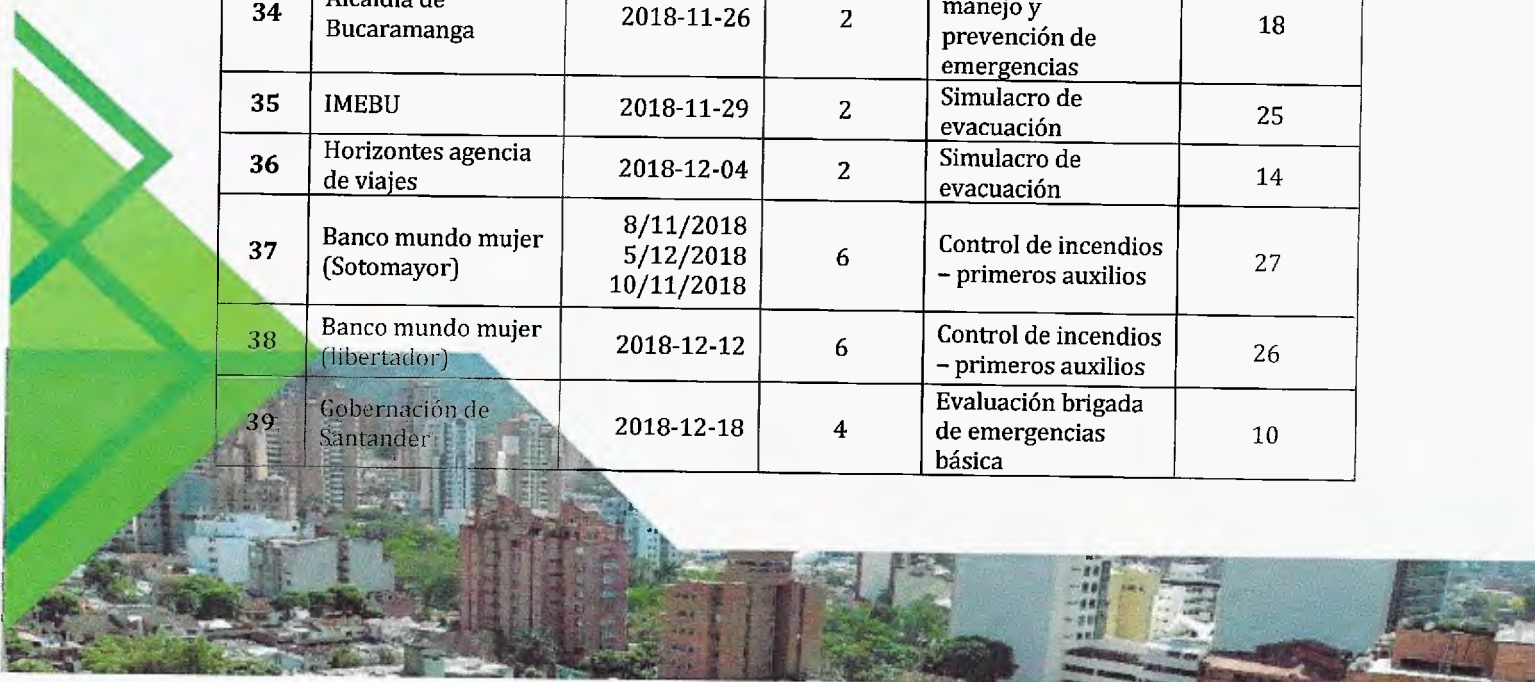 34 Alcaldía de Bucaramanga 2018-11-26 2 manejo y prevención de emergencias 18
35 IMEBU 2018-11-29 2 Simulacro de evacuación 25
36 Horizontes agencia de viajes 2018-12-04 2 Simulacro de evacuación 14
37 Banco mundo mujer (Sotomayor) 8/11/2018 5/12/2018 10/11/2018 6 Control de incendios – primeros auxilios 27
38 Banco mundo mujer (libertador) 2018-12-12 6 Control de incendios – primeros auxilios 26
39 Gobernación de Santander 2018-12-18 4 Evaluación brigada de emergencias básica 10